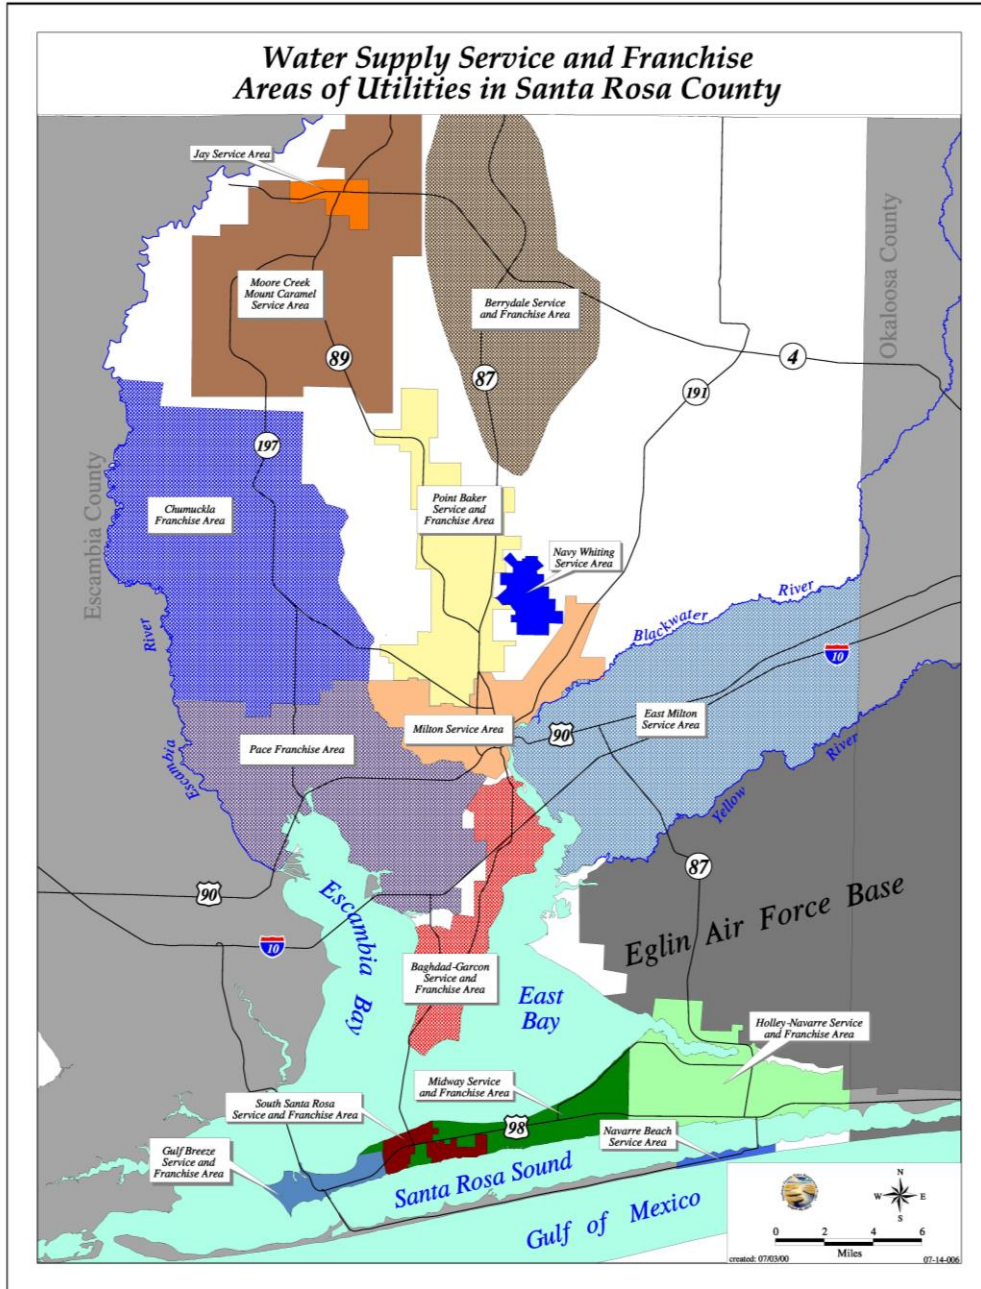 Water Supply Service and Franchise
Areas of Utilities in Santa Rosa County
Jay Service Area
Okaloosa County
Moore Creek
Mount Caramel
Service Area
Berrydale Service
and Franchise Area
89
87
4
191
197
Escambia County
Chumuckla
Franchise Area
Point Baker
Service and
Franchise Area
Navy Whiting
Service Area
River
Blackwater
River
10
Milton Service Area
East Milton
Service Area
90
Pace Franchise Area
Escambia
Yellow
River
87
90
10
Eglin Air Force Base
Escambia Bay
Baghdad-Garcon
Service and
Franchise Area
East
Bay
Holley-Navarre Service
and Franchise Area
Midway Service
and Franchise Area
South Santa Rosa
Service and Franchise Area
98
Navarre Beach
Service Area
Gulf Breeze
Service and
Franchise Area
Santa Rosa Sound
Gulf of Mexico
N
W E
S
0 2 4 6
Miles
created: 07/03/00
07-14-006